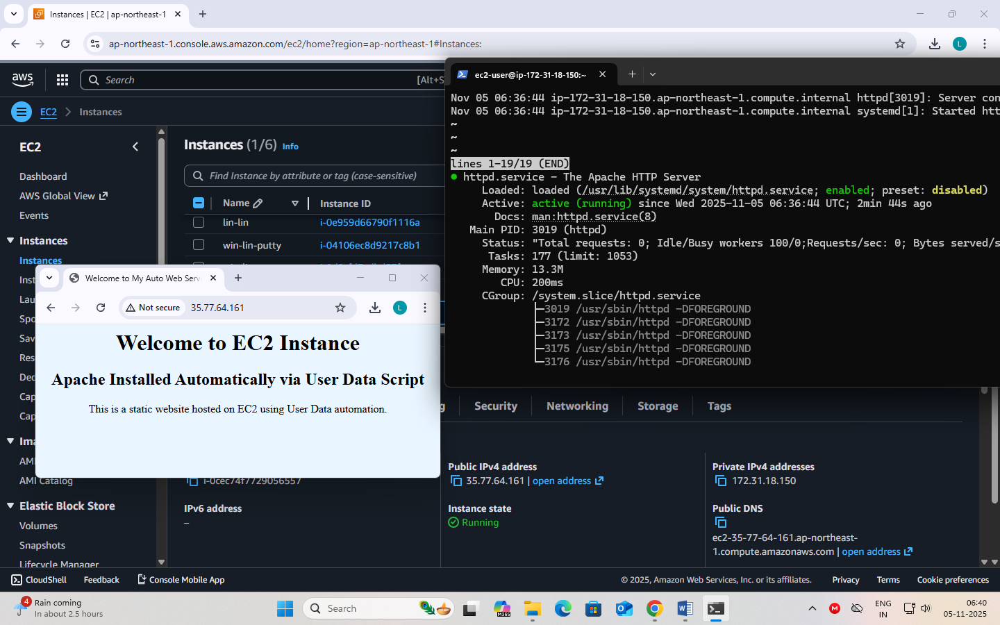 Instances | EC2 | ap-northeast-1
ap-northeast-1.console.aws.amazon.com/ec2/home?region=ap-northeast-1#Instances:
L
aws
Search
[Alt+S
EC2
Instances
EC2
Dashboard
AWS Global View
Events
Instances
Instances
Inst
Lau
Spo
Sav
Res
Ded
Cap
Cap
Ima
AMI
AMI Catalog
Elastic Block Store
Volumes
Snapshots
Lifecycle Manager
Instances (1/6) Info
Find Instance by attribute or tag (case-sensitive)
Name
Instance ID
lin-lin
i-0e959d66790f1116a
win-lin-putty
i-04106ec8d9217c8b1
ec2-user@ip-172-31-18-150:~
Nov 05 06:36:44 ip-172-31-18-150.ap-northeast-1.compute.internal httpd[3019]: Server con
Nov 05 06:36:44 ip-172-31-18-150.ap-northeast-1.compute.internal systemd[1]: Started htt
~
~
~
lines 1-19/19 (END)
● httpd.service - The Apache HTTP Server
Loaded: loaded (/usr/lib/systemd/system/httpd.service; enabled; preset: disabled)
Active: active (running) since Wed 2025-11-05 06:36:44 UTC; 2min 44s ago
Docs: man:httpd.service(8)
Main PID: 3019 (httpd)
Status: "Total requests: 0; Idle/Busy workers 100/0;Requests/sec: 0; Bytes served/s
Tasks: 177 (limit: 1053)
Memory: 13.3M
CPU: 200ms
CGroup: /system.slice/httpd.service
├─3019 /usr/sbin/httpd -DFOREGROUND
├─3172 /usr/sbin/httpd -DFOREGROUND
├─3173 /usr/sbin/httpd -DFOREGROUND
├─3175 /usr/sbin/httpd -DFOREGROUND
└─3176 /usr/sbin/httpd -DFOREGROUND
Welcome to My Auto Web Serv
Not secure
35.77.64.161
L
Welcome to EC2 Instance
Apache Installed Automatically via User Data Script
This is a static website hosted on EC2 using User Data automation.
g
Security
Networking
Storage
Tags
i-0cec74f7729056557
IPv6 address
–
Public IPv4 address
35.77.64.161 | open address
Instance state
Running
Private IPv4 addresses
172.31.18.150
Public DNS
ec2-35-77-64-161.ap-northeast-
1.compute.amazonaws.com | open address
CloudShell
Feedback
Console Mobile App
© 2025, Amazon Web Services, Inc. or its affiliates.
Privacy
Terms
Cookie preferences
4
Rain coming
In about 2.5 hours
Search
M365
ENG
IN
06:40
05-11-2025